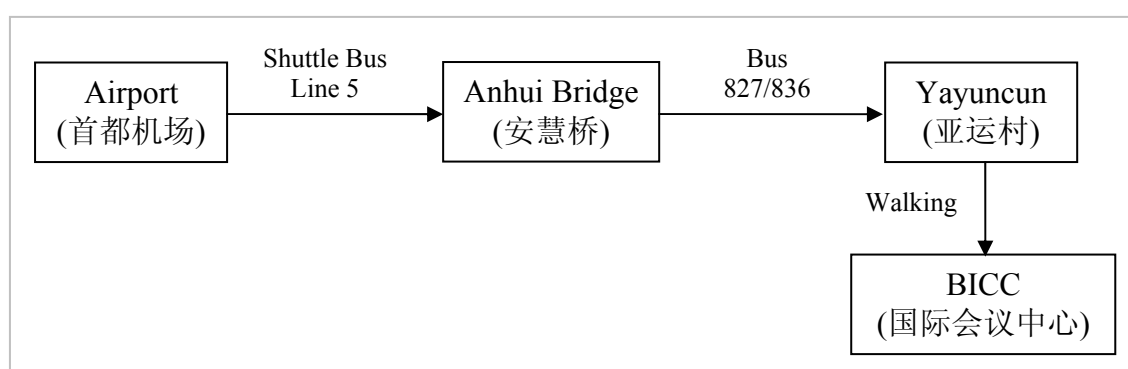 Airport
(首都机场)
Shuttle Bus
Line 5
Anhui Bridge
(安慧桥)
Bus
827/836
Yayuncun
(亚运村)
Walking
BICC
(国际会议中心)